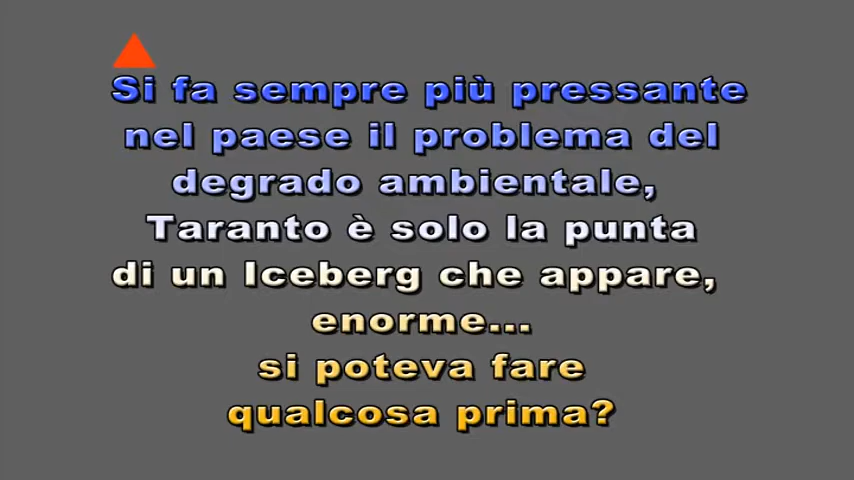 Si fa sempre più pressante
nel paese il problema del
degrado ambientale,
Taranto è solo la punta
di un Iceberg che appare,
enorme...
si poteva fare
qualcosa prima?